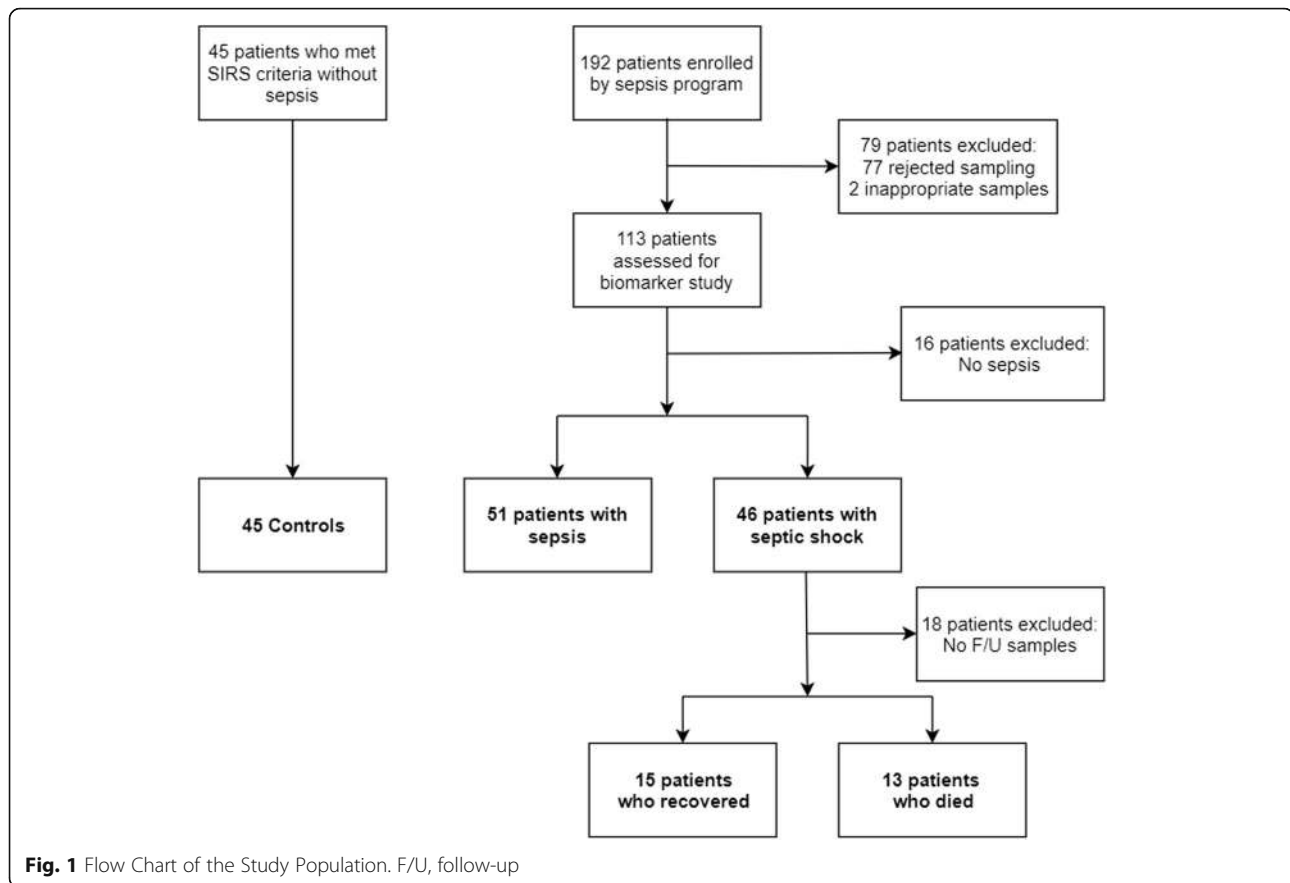 45 patients who met
SIRS criteria without
sepsis
192 patients enrolled
by sepsis program
79 patients excluded:
77 rejected sampling
2 inappropriate samples
113 patients
assessed for
biomarker study
16 patients excluded:
No sepsis
45 Controls
51 patients with
sepsis
46 patients with
septic shock
18 patients excluded:
No F/U samples
15 patients
who recovered
13 patients
who died
Fig. 1 Flow Chart of the Study Population. F/U, follow-up